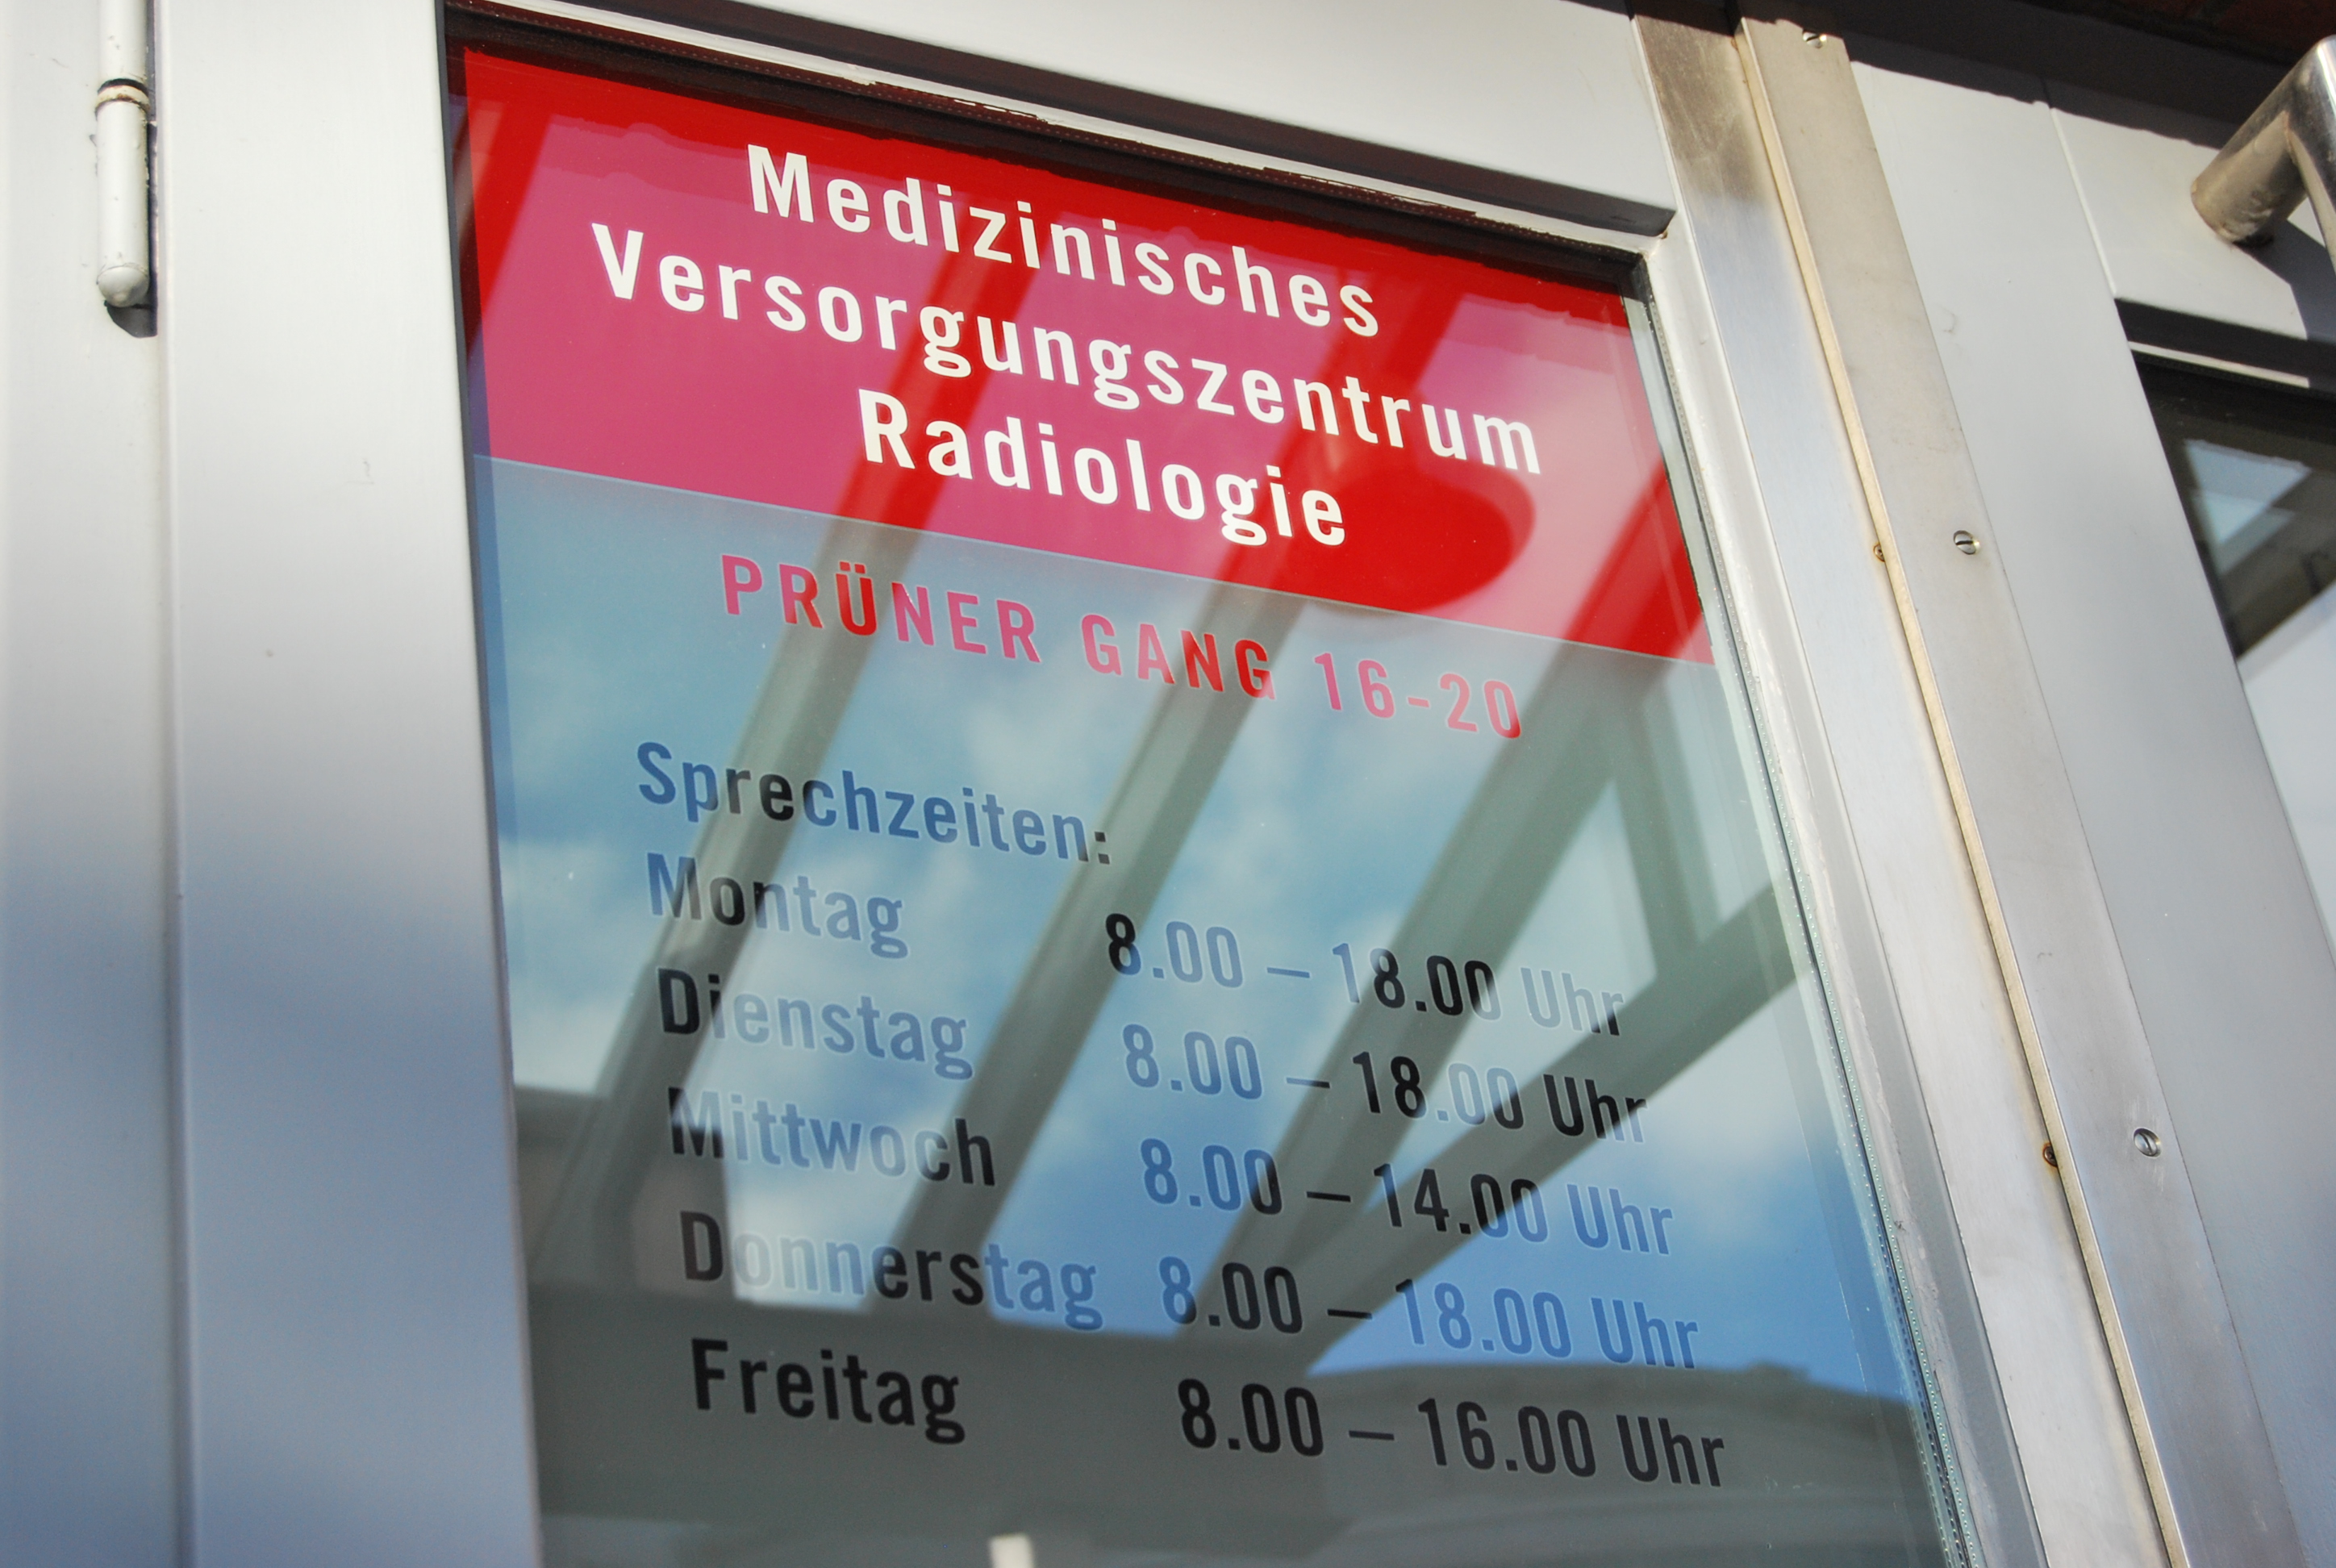 Medizinisches
Versorgungszentrum
Radiologie
PRÜNER GANG 16-20
Sprechzeiten:
Montag 8.00 – 18.00 Uhr
Dienstag 8.00 – 18.00 Uhr
Mittwoch 8.00 – 14.00 Uhr
Donnerstag 8.00 – 18.00 Uhr
Freitag 8.00 – 16.00 Uhr